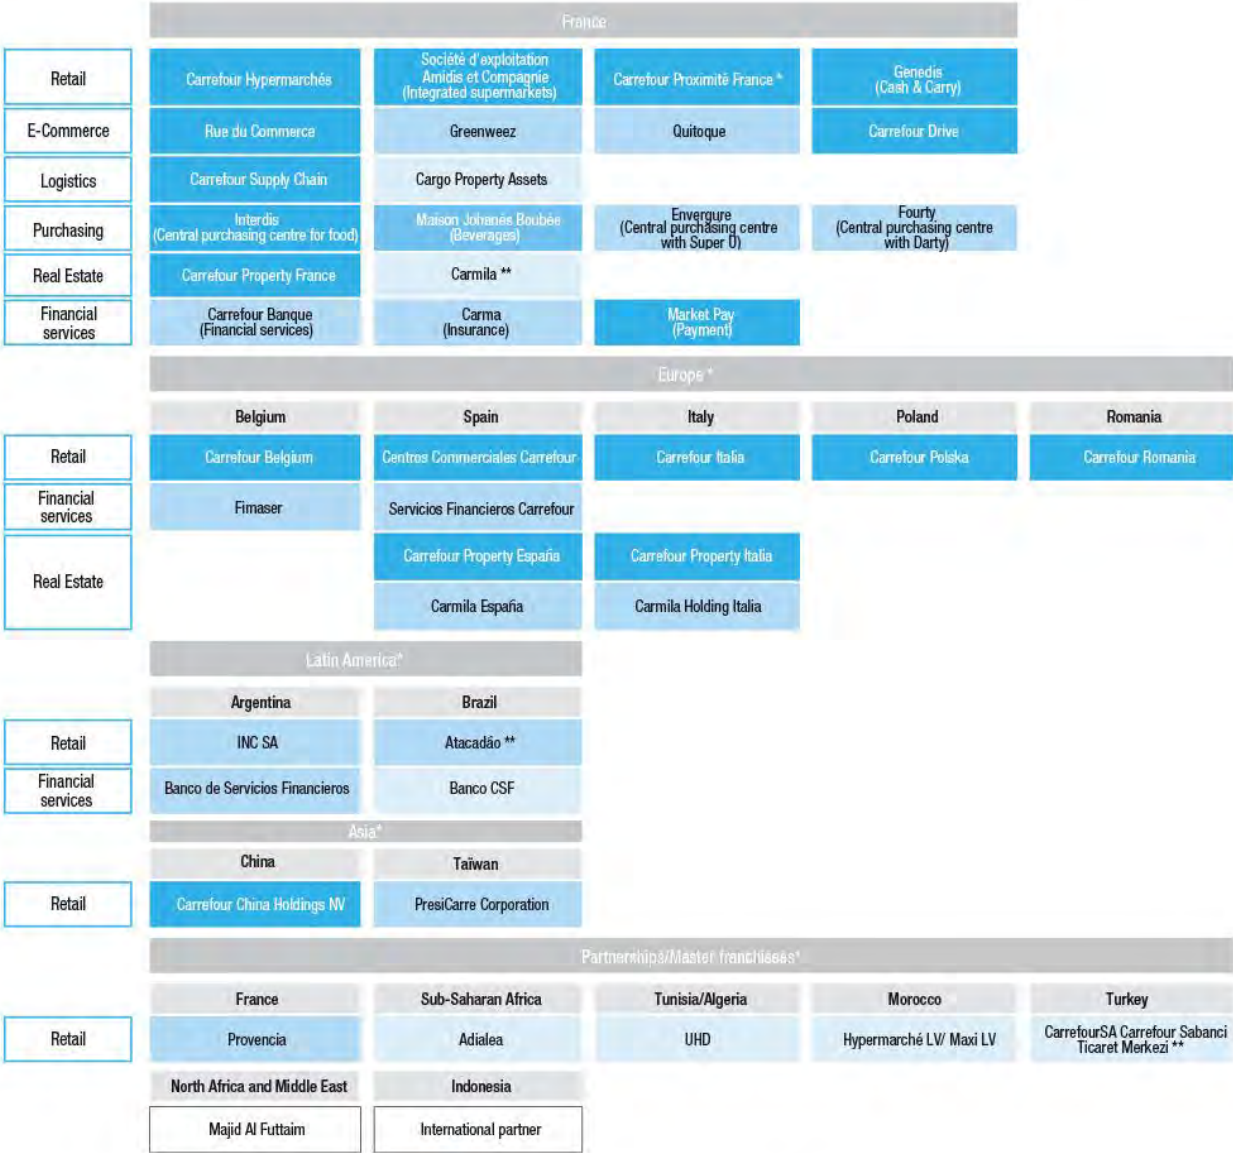 France
Retail
Carrefour Hypermarchés
Société d'exploitation
Amidis et Compagnie
(Integrated supermarkets)
Carrefour Proximité France *
Genedis
(Cash & Carry)
E-Commerce
Rue du Commerce
Greenweez
Quitoque
Carrefour Drive
Logistics
Carrefour Supply Chain
Cargo Property Assets
Purchasing
Interdis
(Central purchasing centre for food)
Maison Johanès Boubée
(Beverages)
Envergure
(Central purchasing centre
with Super U)
Fourty
(Central purchasing centre
with Darty)
Real Estate
Carrefour Property France
Carmila **
Financial
services
Carrefour Banque
(Financial services)
Carma
(Insurance)
Market Pay
(Payment)
Europe *
Belgium
Spain
Italy
Poland
Romania
Retail
Carrefour Belgium
Centros Commerciales Carrefour
Carrefour Italia
Carrefour Polska
Carrefour Romania
Financial
services
Fimaser
Servicios Financieros Carrefour
Real Estate
Carrefour Property España
Carrefour Property Italia
Carmila España
Carmila Holding Italia
Latin America*
Argentina
Brazil
Retail
INC SA
Atacadão **
Financial
services
Banco de Servicios Financieros
Banco CSF
Asia*
China
Taïwan
Retail
Carrefour China Holdings NV
PresiCarre Corporation
Partnerships/Master franchisees*
France
Sub-Saharan Africa
Tunisia/Algeria
Morocco
Turkey
Retail
Provencia
Adialea
UHD
Hypermarché LV/ Maxi LV
CarrefourSA Carrefour Sabanci
Ticaret Merkezi **
North Africa and Middle East
Indonesia
Majid Al Futtaim
International partner